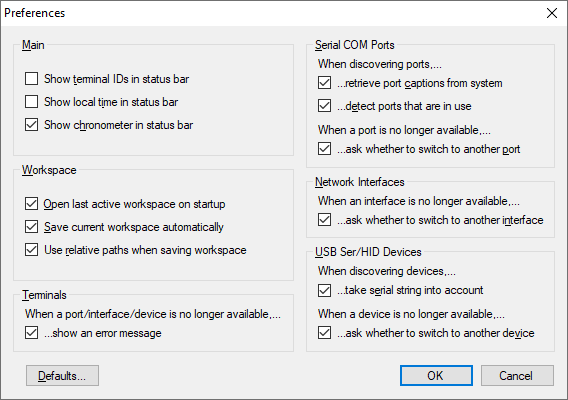 Preferences
Main
Show terminal IDs in status bar
Show local time in status bar
Show chronometer in status bar
Workspace
Open last active workspace on startup
Save current workspace automatically
Use relative paths when saving workspace
Terminals
When a port/interface/device is no longer available,...
...show an error message
Serial COM Ports
When discovering ports,...
...retrieve port captions from system
...detect ports that are in use
When a port is no longer available,...
...ask whether to switch to another port
Network Interfaces
When an interface is no longer available,...
...ask whether to switch to another interface
USB Ser/HID Devices
When discovering devices,...
...take serial string into account
When a device is no longer available,...
...ask whether to switch to another device
Defaults...
OK
Cancel